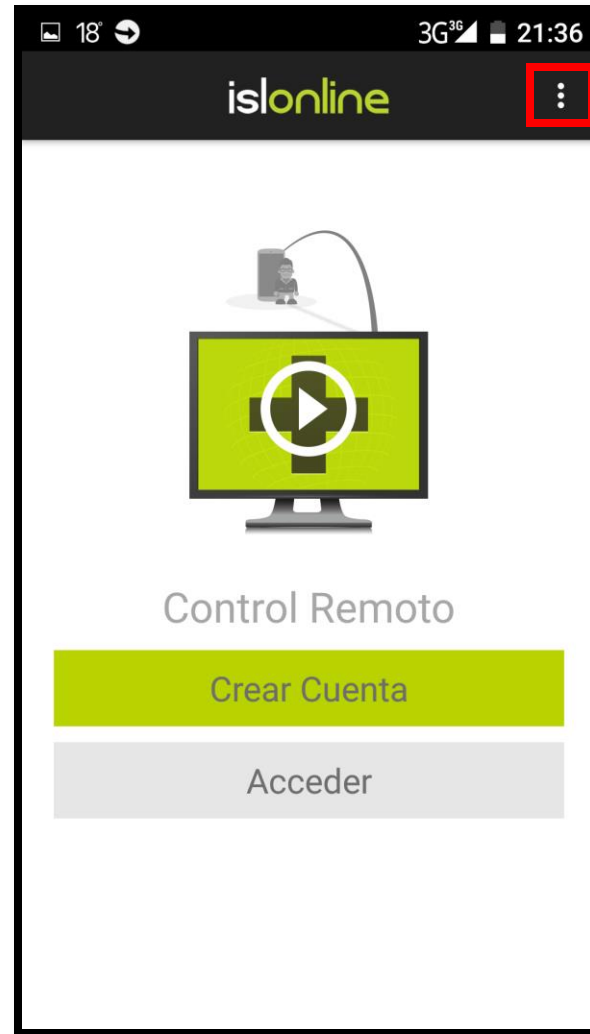 18° 3G 3G 21:36
islonline
Control Remoto
Crear Cuenta
Acceder